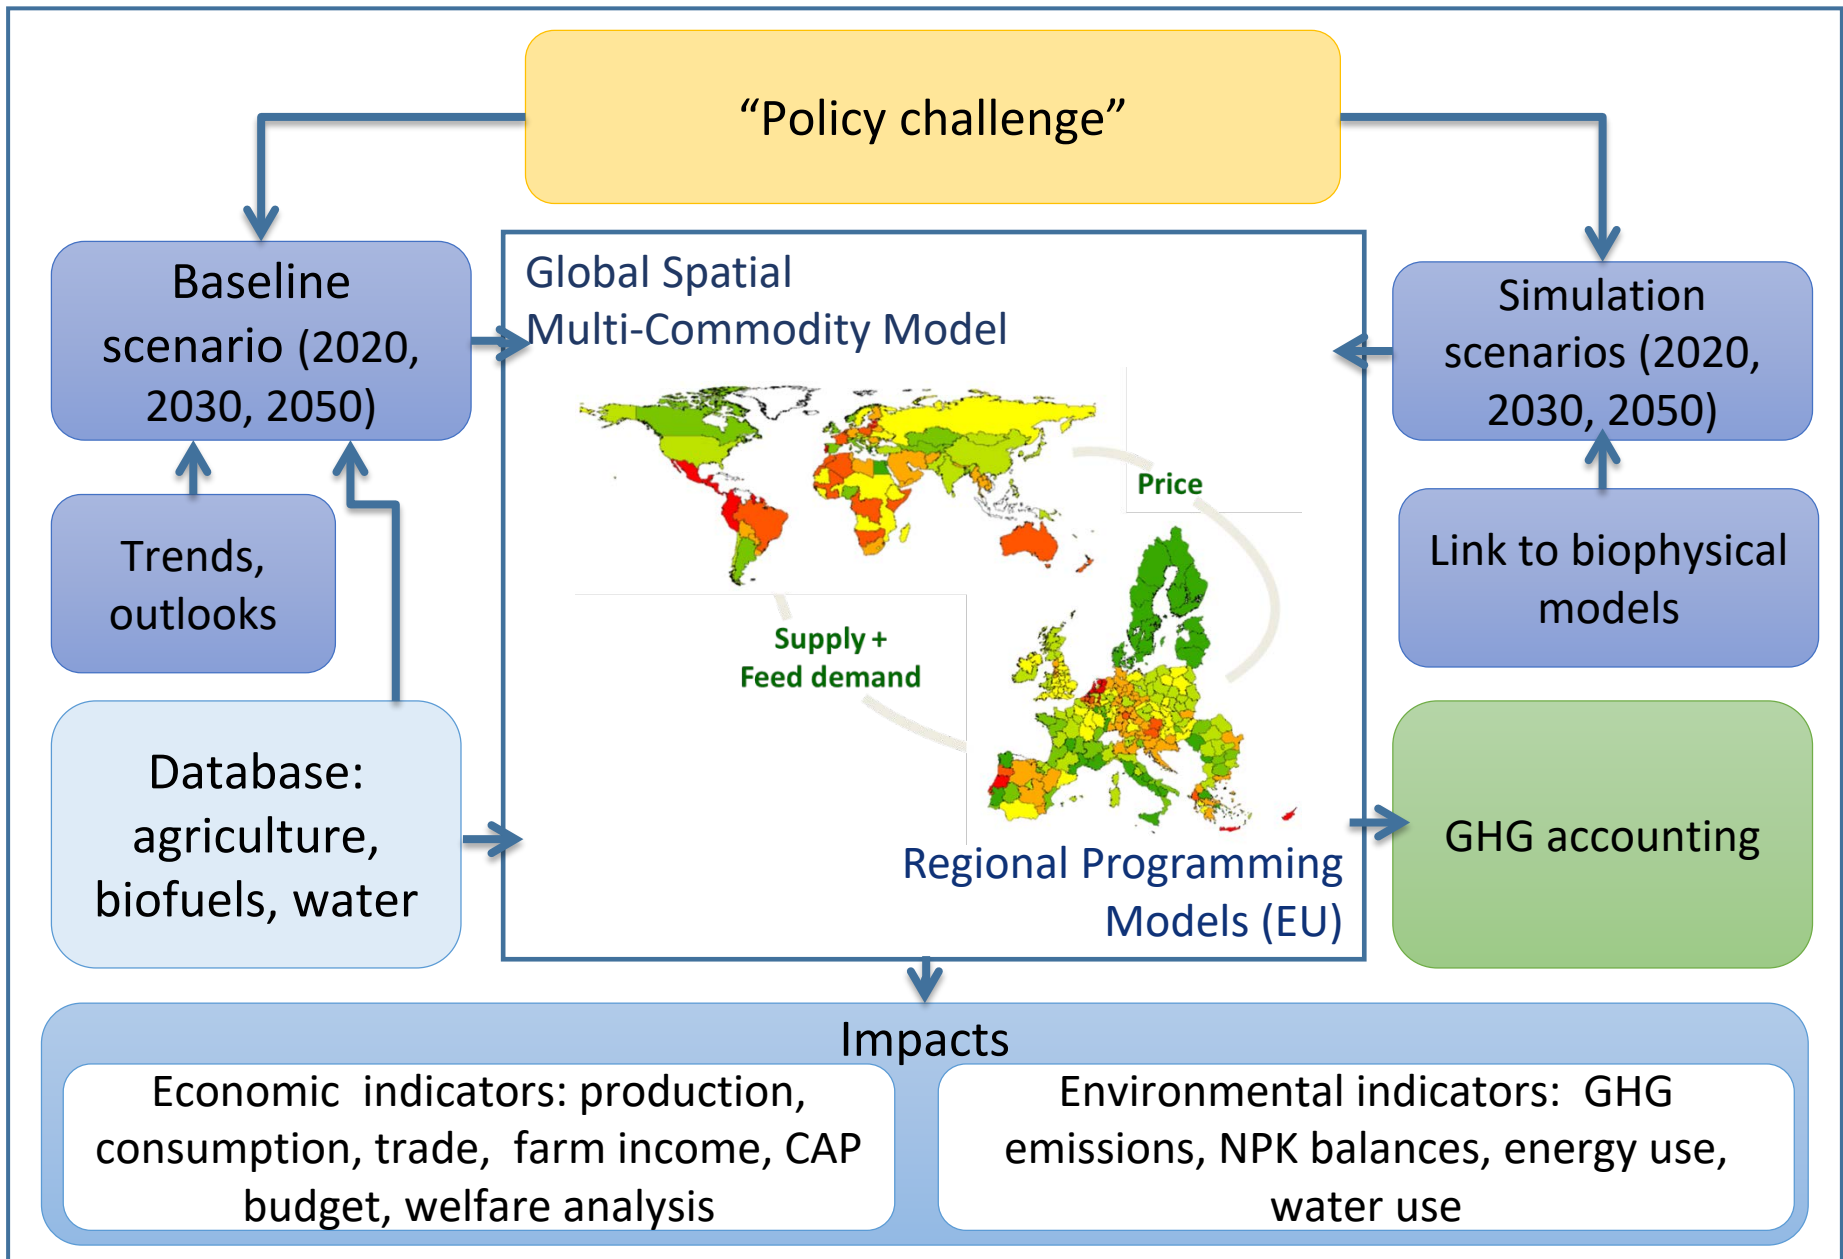 “Policy challenge”
Baseline
scenario (2020,
2030, 2050)
Global Spatial
Multi-Commodity Model
Simulation
scenarios (2020,
2030, 2050)
Trends,
outlooks
Price
Link to biophysical
models
Supply +
Feed demand
Database:
agriculture,
biofuels, water
Regional Programming
Models (EU)
GHG accounting
Impacts
Economic  indicators: production,
consumption, trade,  farm income, CAP
budget, welfare analysis
Environmental indicators:  GHG
emissions, NPK balances, energy use,
water use